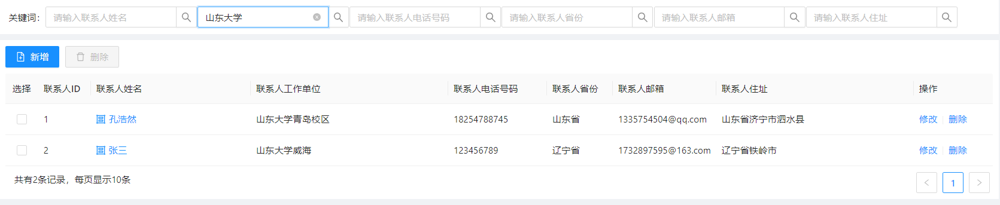 关键词： 请输入联系人姓名 山东大学 请输入联系人电话号码 请输入联系人省份 请输入联系人邮箱 请输入联系人住址
新增 删除
选择 联系人ID 联系人姓名 联系人工作单位 联系人电话号码 联系人省份 联系人邮箱 联系人住址 操作
1 孔浩然 山东大学青岛校区 18254788745 山东省 1335754504@qq.com 山东省济宁市泗水县 修改 删除
2 张三 山东大学威海 123456789 辽宁省 1732897595@163.com 辽宁省铁岭市 修改 删除
共有2条记录，每页显示10条 1